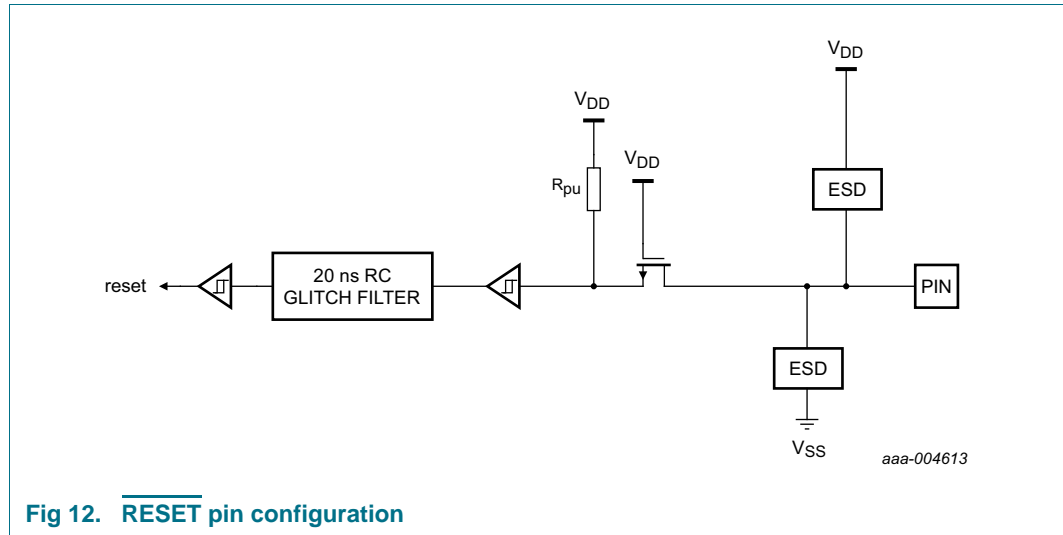 VDD
VDD
VDD
Rpu
ESD
reset
20 ns RC
GLITCH FILTER
PIN
ESD
VSS
aaa-004613
Fig 12. RESET pin configuration